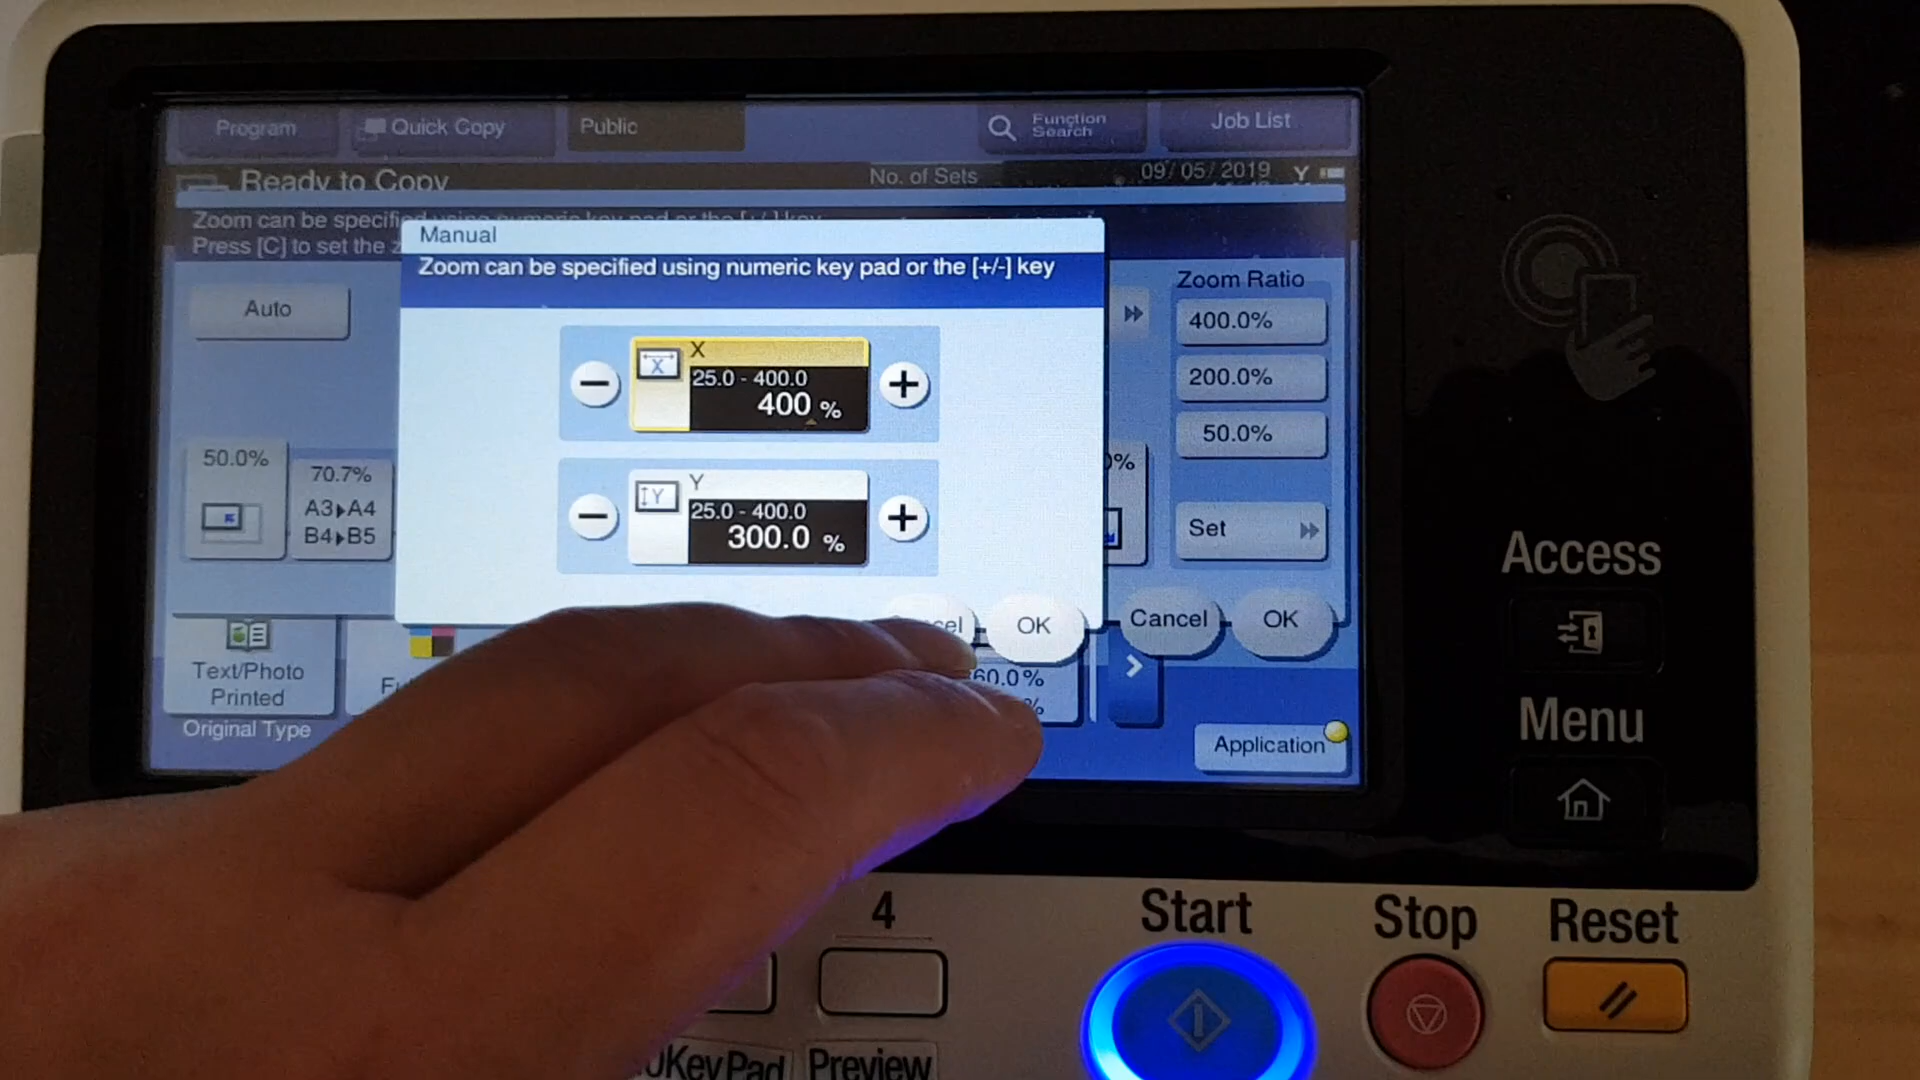 Program
Quick Copy
Public
Function
Search
Job List
Ready to Copy
No. of Sets
09/05/2019
Y
Zoom can be specified using numeric key pad or the [+/-] key
Press [C] to set the
Manual
Zoom can be specified using numeric key pad or the [+/-] key
Auto
X
X
25.0 - 400.0
400 %
Y
Y
25.0 - 400.0
300.0 %
Zoom Ratio
400.0%
200.0%
50.0%
Set
50.0%
70.7%
A3▸A4
B4▸B5
%
OK
Cancel
OK
60.0%
%
Text/Photo
Printed
Original Type
Application
Access
Menu
4
Start
Stop
Reset
KeyPad
Preview